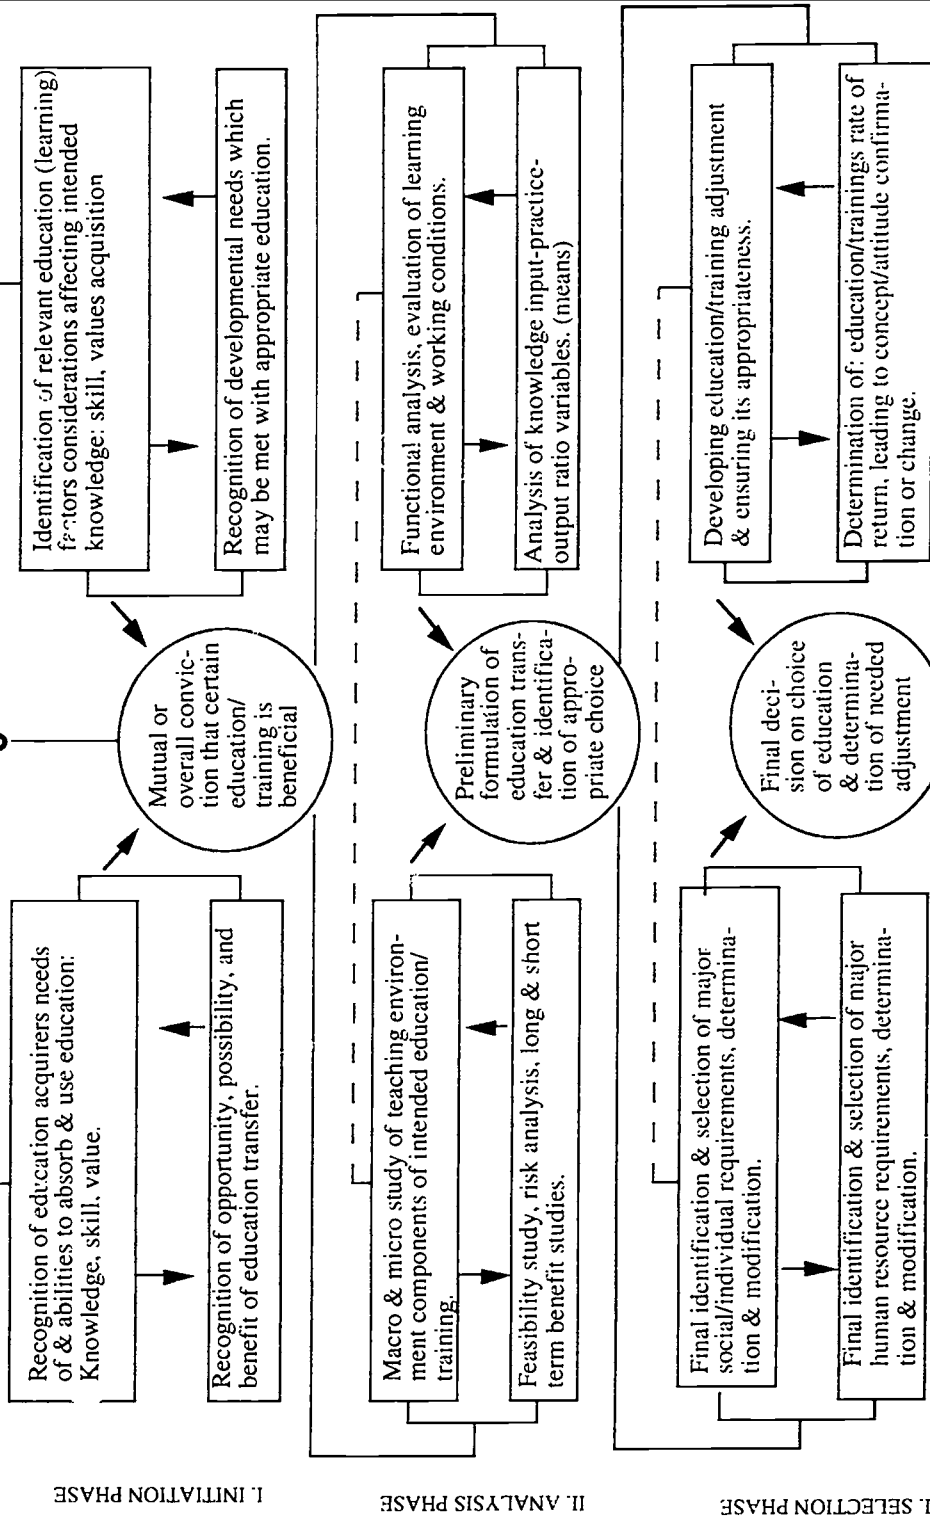 I. INITIATION PHASE
Recognition of education acquirers needs
of & abilities to absorb & use education:
Knowledge, skill, value.
Recognition of opportunity, possibility, and
benefit of education transfer.
Mutual or
overall convic-
tion that certain
education/
training is
beneficial
Identification of relevant education (learning)
factors considerations affecting intended
knowledge: skill, values acquisition
Recognition of developmental needs which
may be met with appropriate education.
II. ANALYSIS PHASE
Macro & micro study of teaching environ-
ment components of intended education/
training.
Feasibility study, risk analysis, long & short
term benefit studies.
Preliminary
formulation of
education trans-
fer & identifica-
tion of appro-
priate choice
Functional analysis, evaluation of learning
environment & working conditions.
Analysis of knowledge input-practice-
output ratio variables. (means)
I. SELECTION PHASE
Final identification & selection of major
social/individual requirements, determina-
tion & modification.
Final identification & selection of major
human resource requirements, determina-
tion & modification.
Final deci-
sion on choice
of education
& determina-
tion of needed
adjustment
Developing education/training adjustment
& ensuring its appropriateness.
Determination of: education/trainings rate of
return, leading to concept/attitude confirma-
tion or change.